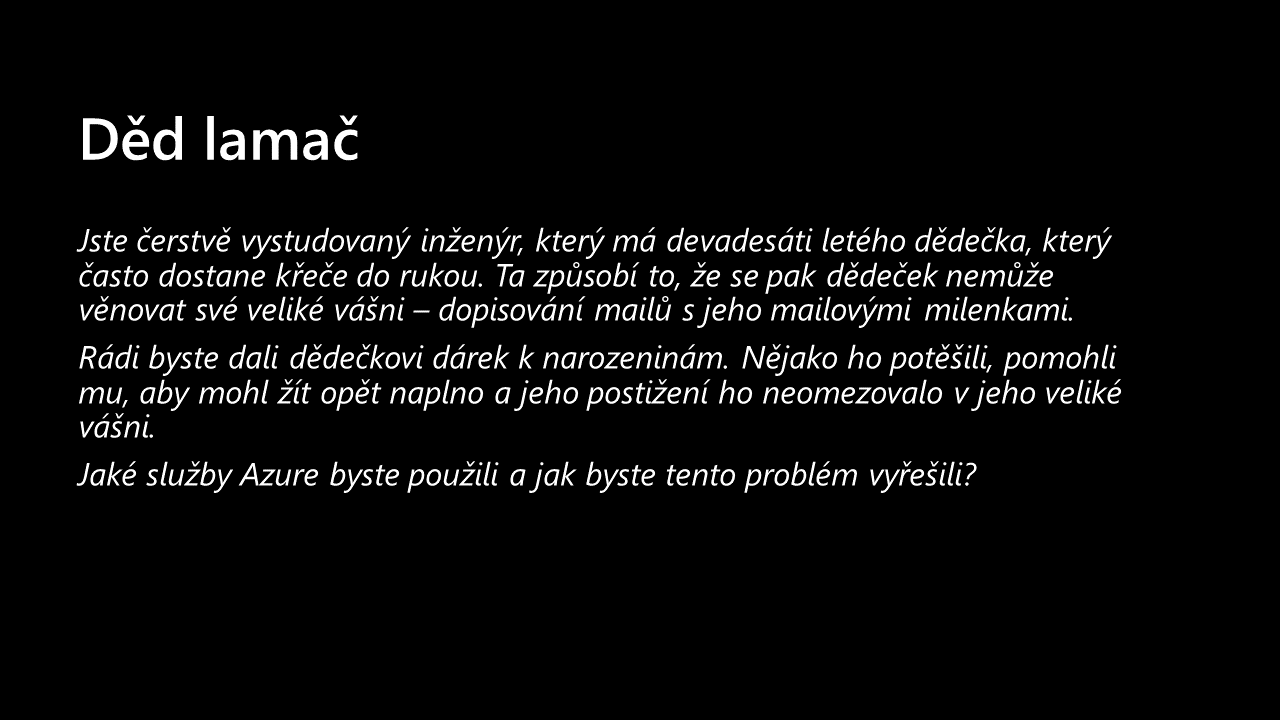 Děd lamač
Jste čerstvě vystudovaný inženýr, který má devadesáti letého dědečka, který
často dostane křeče do rukou. Ta způsobí to, že se pak dědeček nemůže
věnovat své veliké vášni – dopisování mailů s jeho mailovými milenkami.
Rádi byste dali dědečkovi dárek k narozeninám. Nějako ho potěšili, pomohli
mu, aby mohl žít opět naplno a jeho postižení ho neomezovalo v jeho veliké
vášni.
Jaké služby Azure byste použili a jak byste tento problém vyřešili?